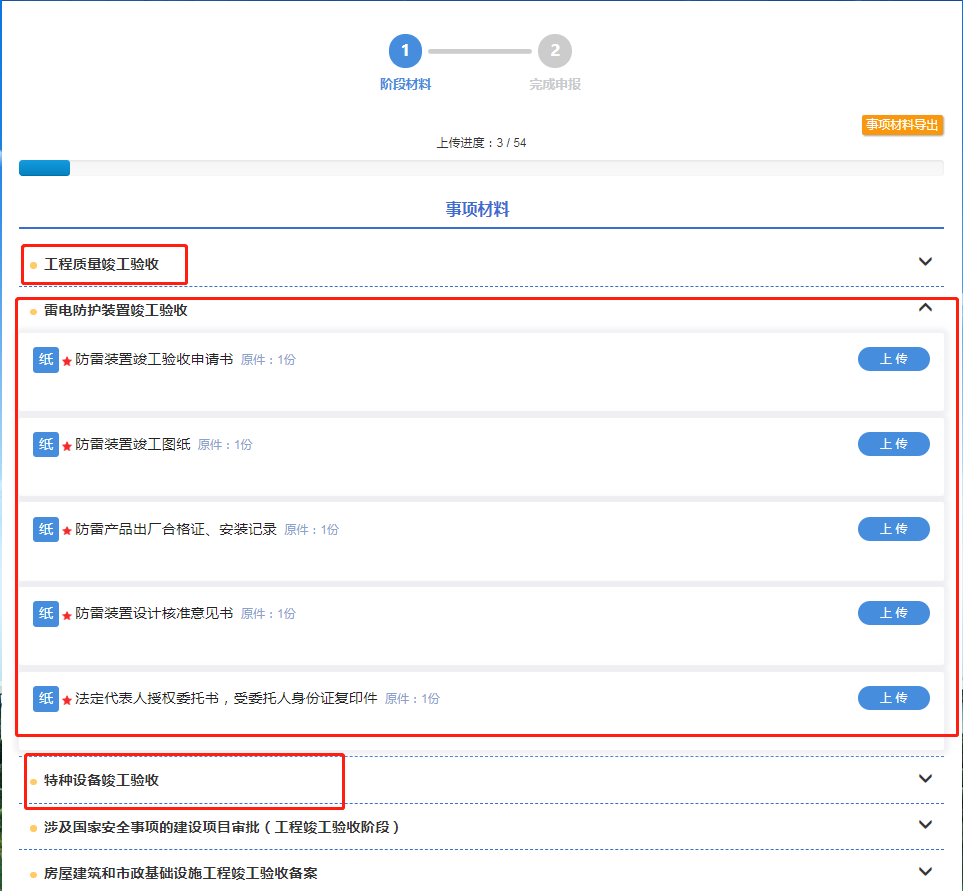 1
2
阶段材料
完成申报
事项材料导出
上传进度：3 / 54
事项材料
工程质量竣工验收
雷电防护装置竣工验收
纸 ★ 防雷装置竣工验收申请书 原件：1份 上传
纸 ★ 防雷装置竣工图纸 原件：1份 上传
纸 ★ 防雷产品出厂合格证、安装记录 原件：1份 上传
纸 ★ 防雷装置设计核准意见书 原件：1份 上传
纸 ★ 法定代表人授权委托书，受委托人身份证复印件 原件：1份 上传
特种设备竣工验收
涉及国家安全事项的建设项目审批（工程竣工验收阶段）
房屋建筑和市政基础设施工程竣工验收备案